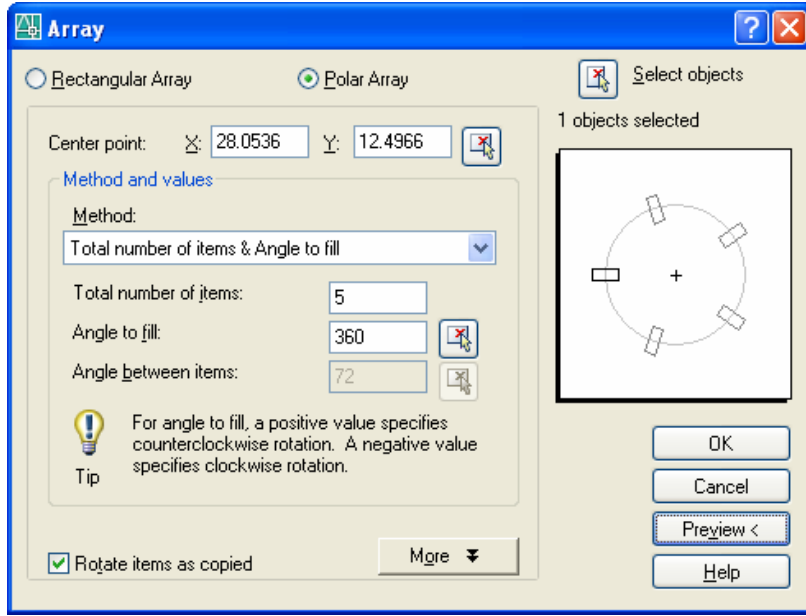 Array
Rectangular Array
Polar Array
Select objects
1 objects selected
Center point: X: 28.0536 Y: 12.4966
Method and values
Method:
Total number of items & Angle to fill
Total number of items: 5
Angle to fill: 360
Angle between items: 72
For angle to fill, a positive value specifies
counterclockwise rotation. A negative value
specifies clockwise rotation.
Tip
OK
Cancel
Preview <
Help
Rotate items as copied
More